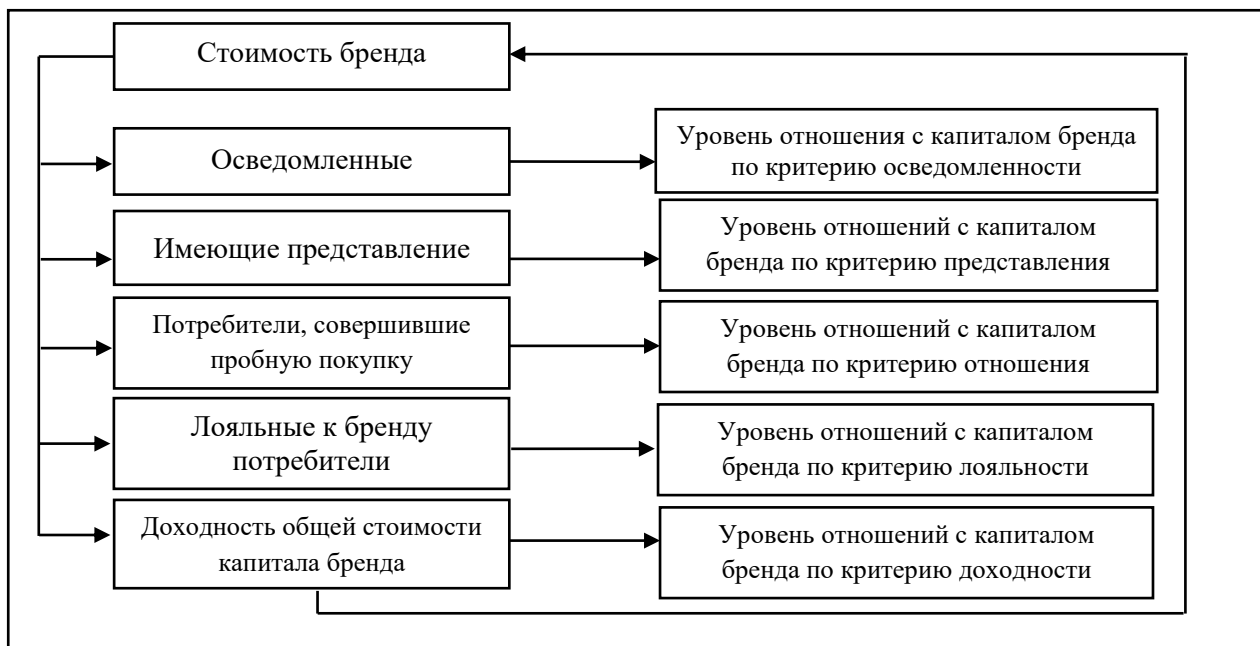 Стоимость бренда
Осведомленные
Уровень отношения с капиталом бренда
по критерию осведомленности
Имеющие представление
Уровень отношений с капиталом
бренда по критерию представления
Потребители, совершившие
пробную покупку
Уровень отношений с капиталом
бренда по критерию отношения
Лояльные к бренду
потребители
Уровень отношений с капиталом
бренда по критерию лояльности
Доходность общей стоимости
капитала бренда
Уровень отношений с капиталом
бренда по критерию доходности